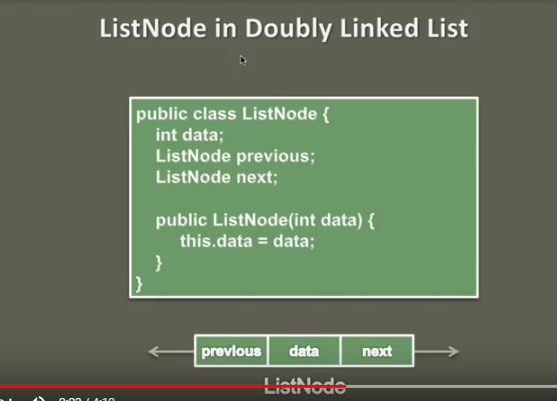 ListNode in Doubly Linked List
public class ListNode {
int data;
ListNode previous;
ListNode next;
public ListNode(int data) {
this.data = data;
}
}
previous data next
ListNode